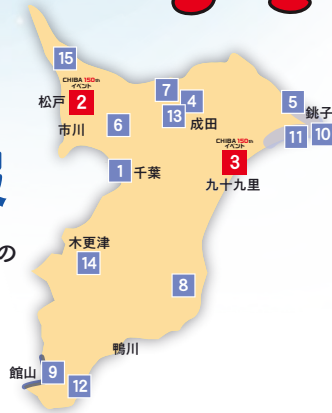 15
CHIBA 150th
イベント
松戸 2
7
4
5
銚子
市川
6
13
成田
11
10
CHIBA 150th
イベント
3
1 千葉
九十九里
の
木更津
14
8
鴨川
館山 9
12